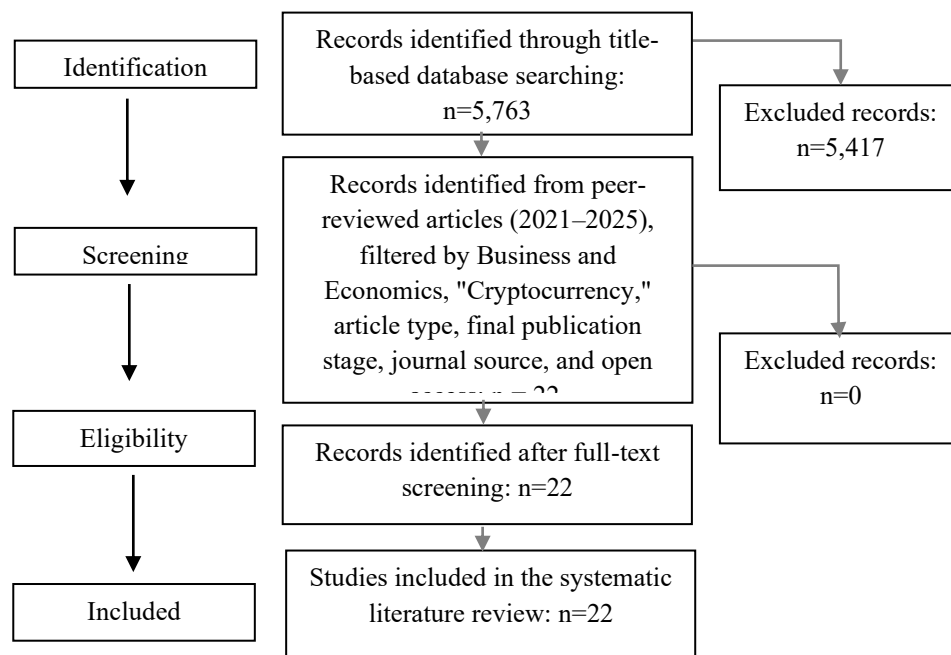 Identification
Records identified through title-
based database searching:
n=5,763
Excluded records:
n=5,417
Screening
Records identified from peer-
reviewed articles (2021–2025),
filtered by Business and
Economics, "Cryptocurrency,"
article type, final publication
stage, journal source, and open
Excluded records:
n=0
Eligibility
Records identified after full-text
screening: n=22
Included
Studies included in the systematic
literature review: n=22